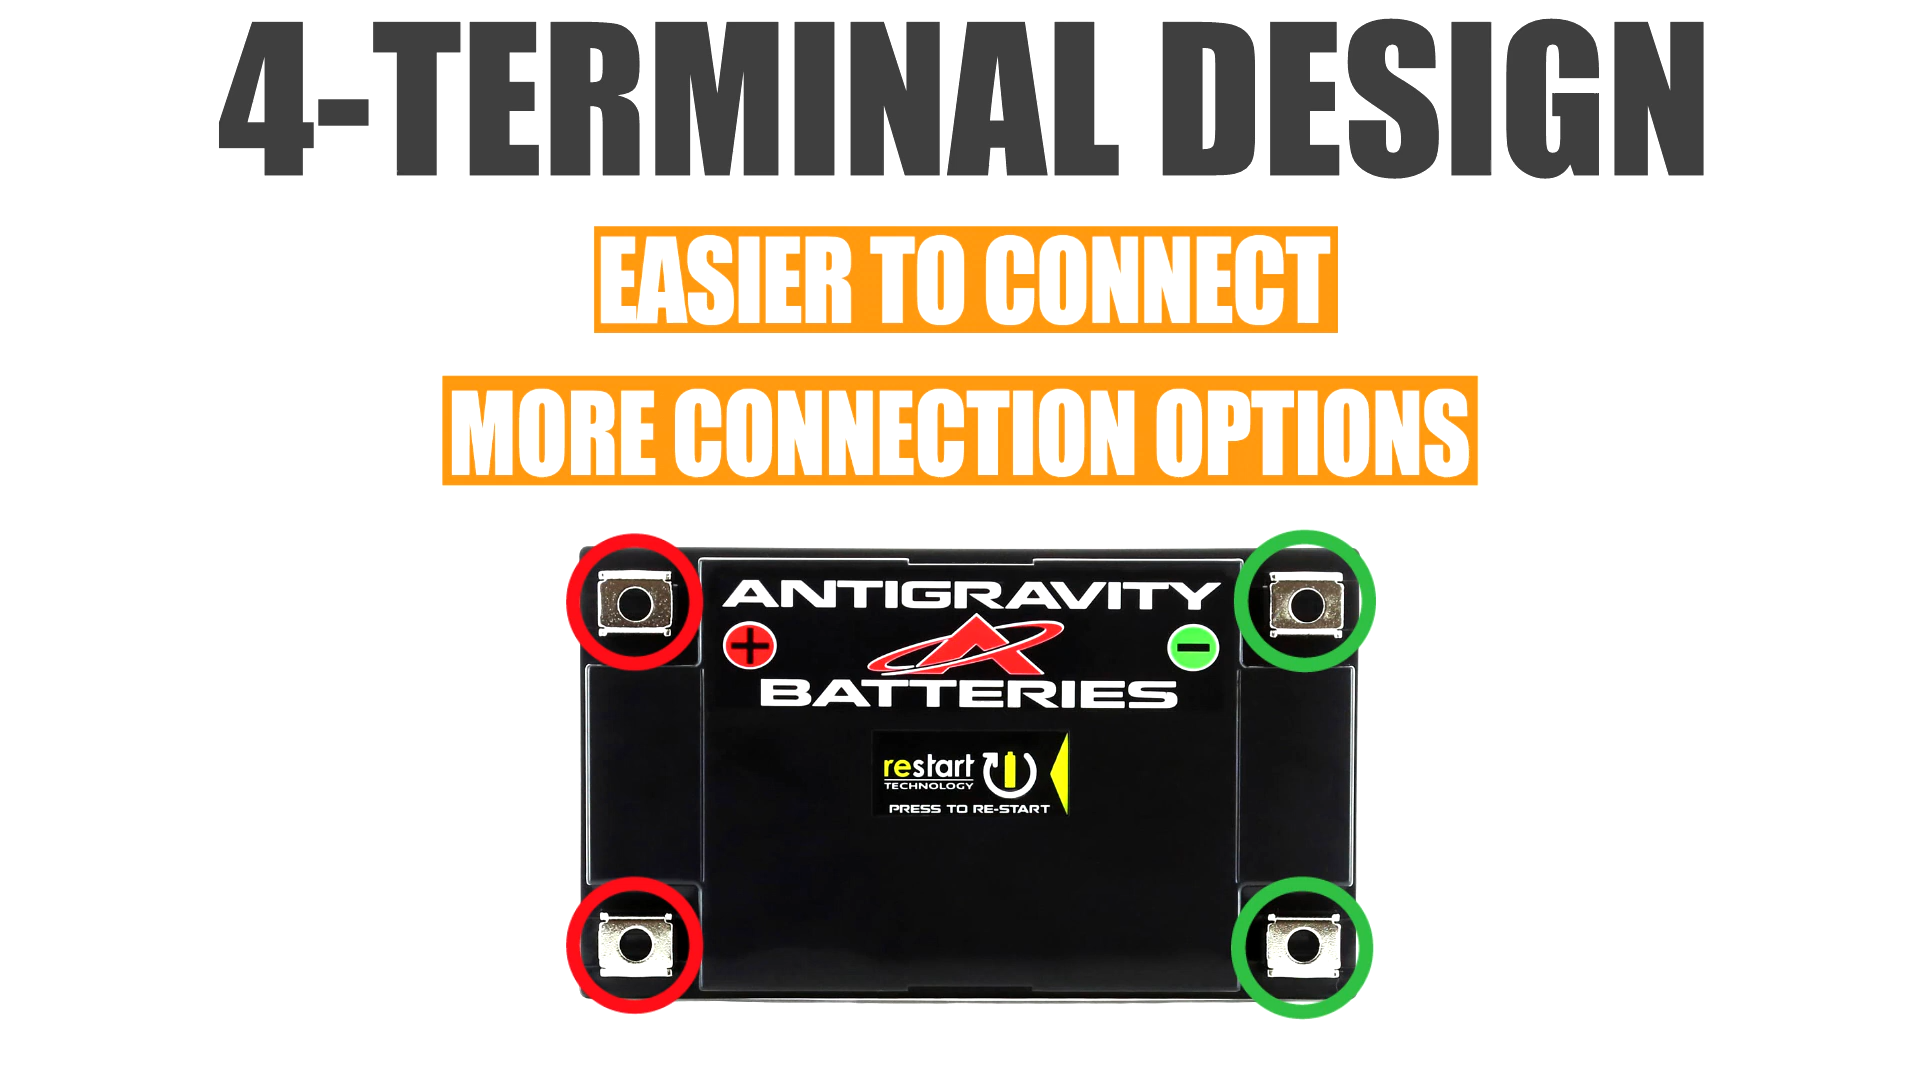 4-TERMINAL DESIGN
EASIER TO CONNECT
MORE CONNECTION OPTIONS
ANTIGRAVITY
BATTERIES
restart
TECHNOLOGY
PRESS TO RE-START